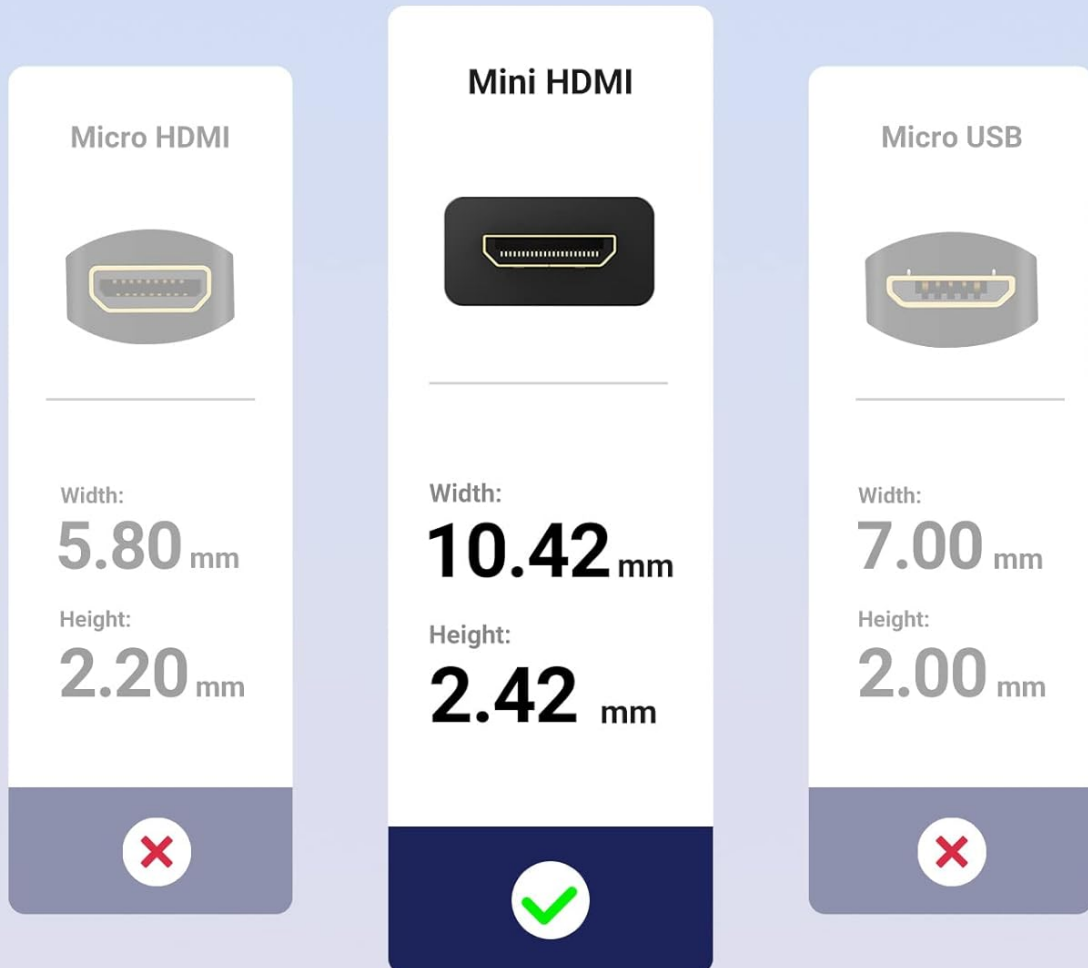 Micro HDMI
Width:
5.80 mm
Height:
2.20 mm
Mini HDMI
Width:
10.42 mm
Height:
2.42 mm
Micro USB
Width:
7.00 mm
Height:
2.00 mm